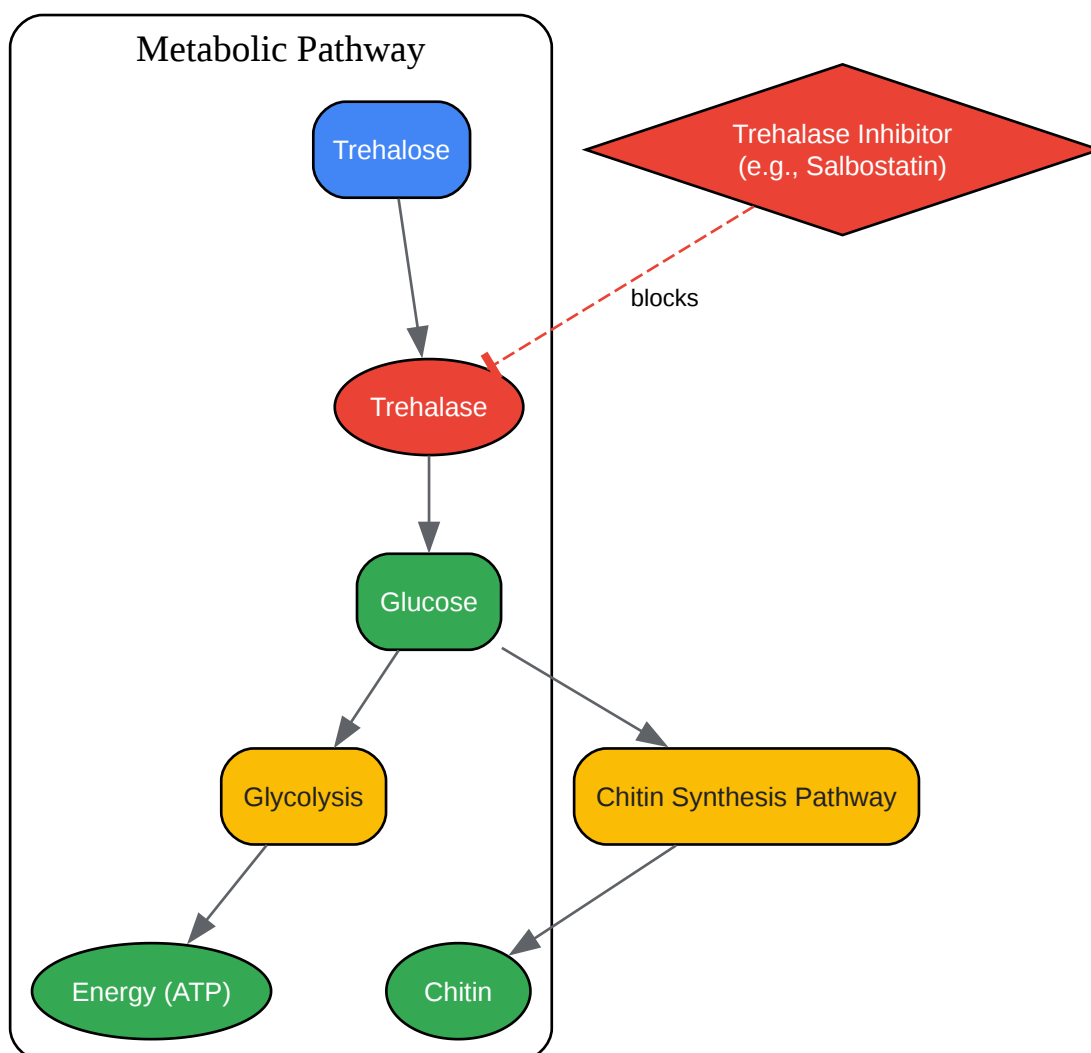 Metabolic Pathway
Trehalose
Trehalase Inhibitor
(e.g., Salbostatin)
blocks
Trehalase
Glucose
Glycolysis
Chitin Synthesis Pathway
Energy (ATP)
Chitin